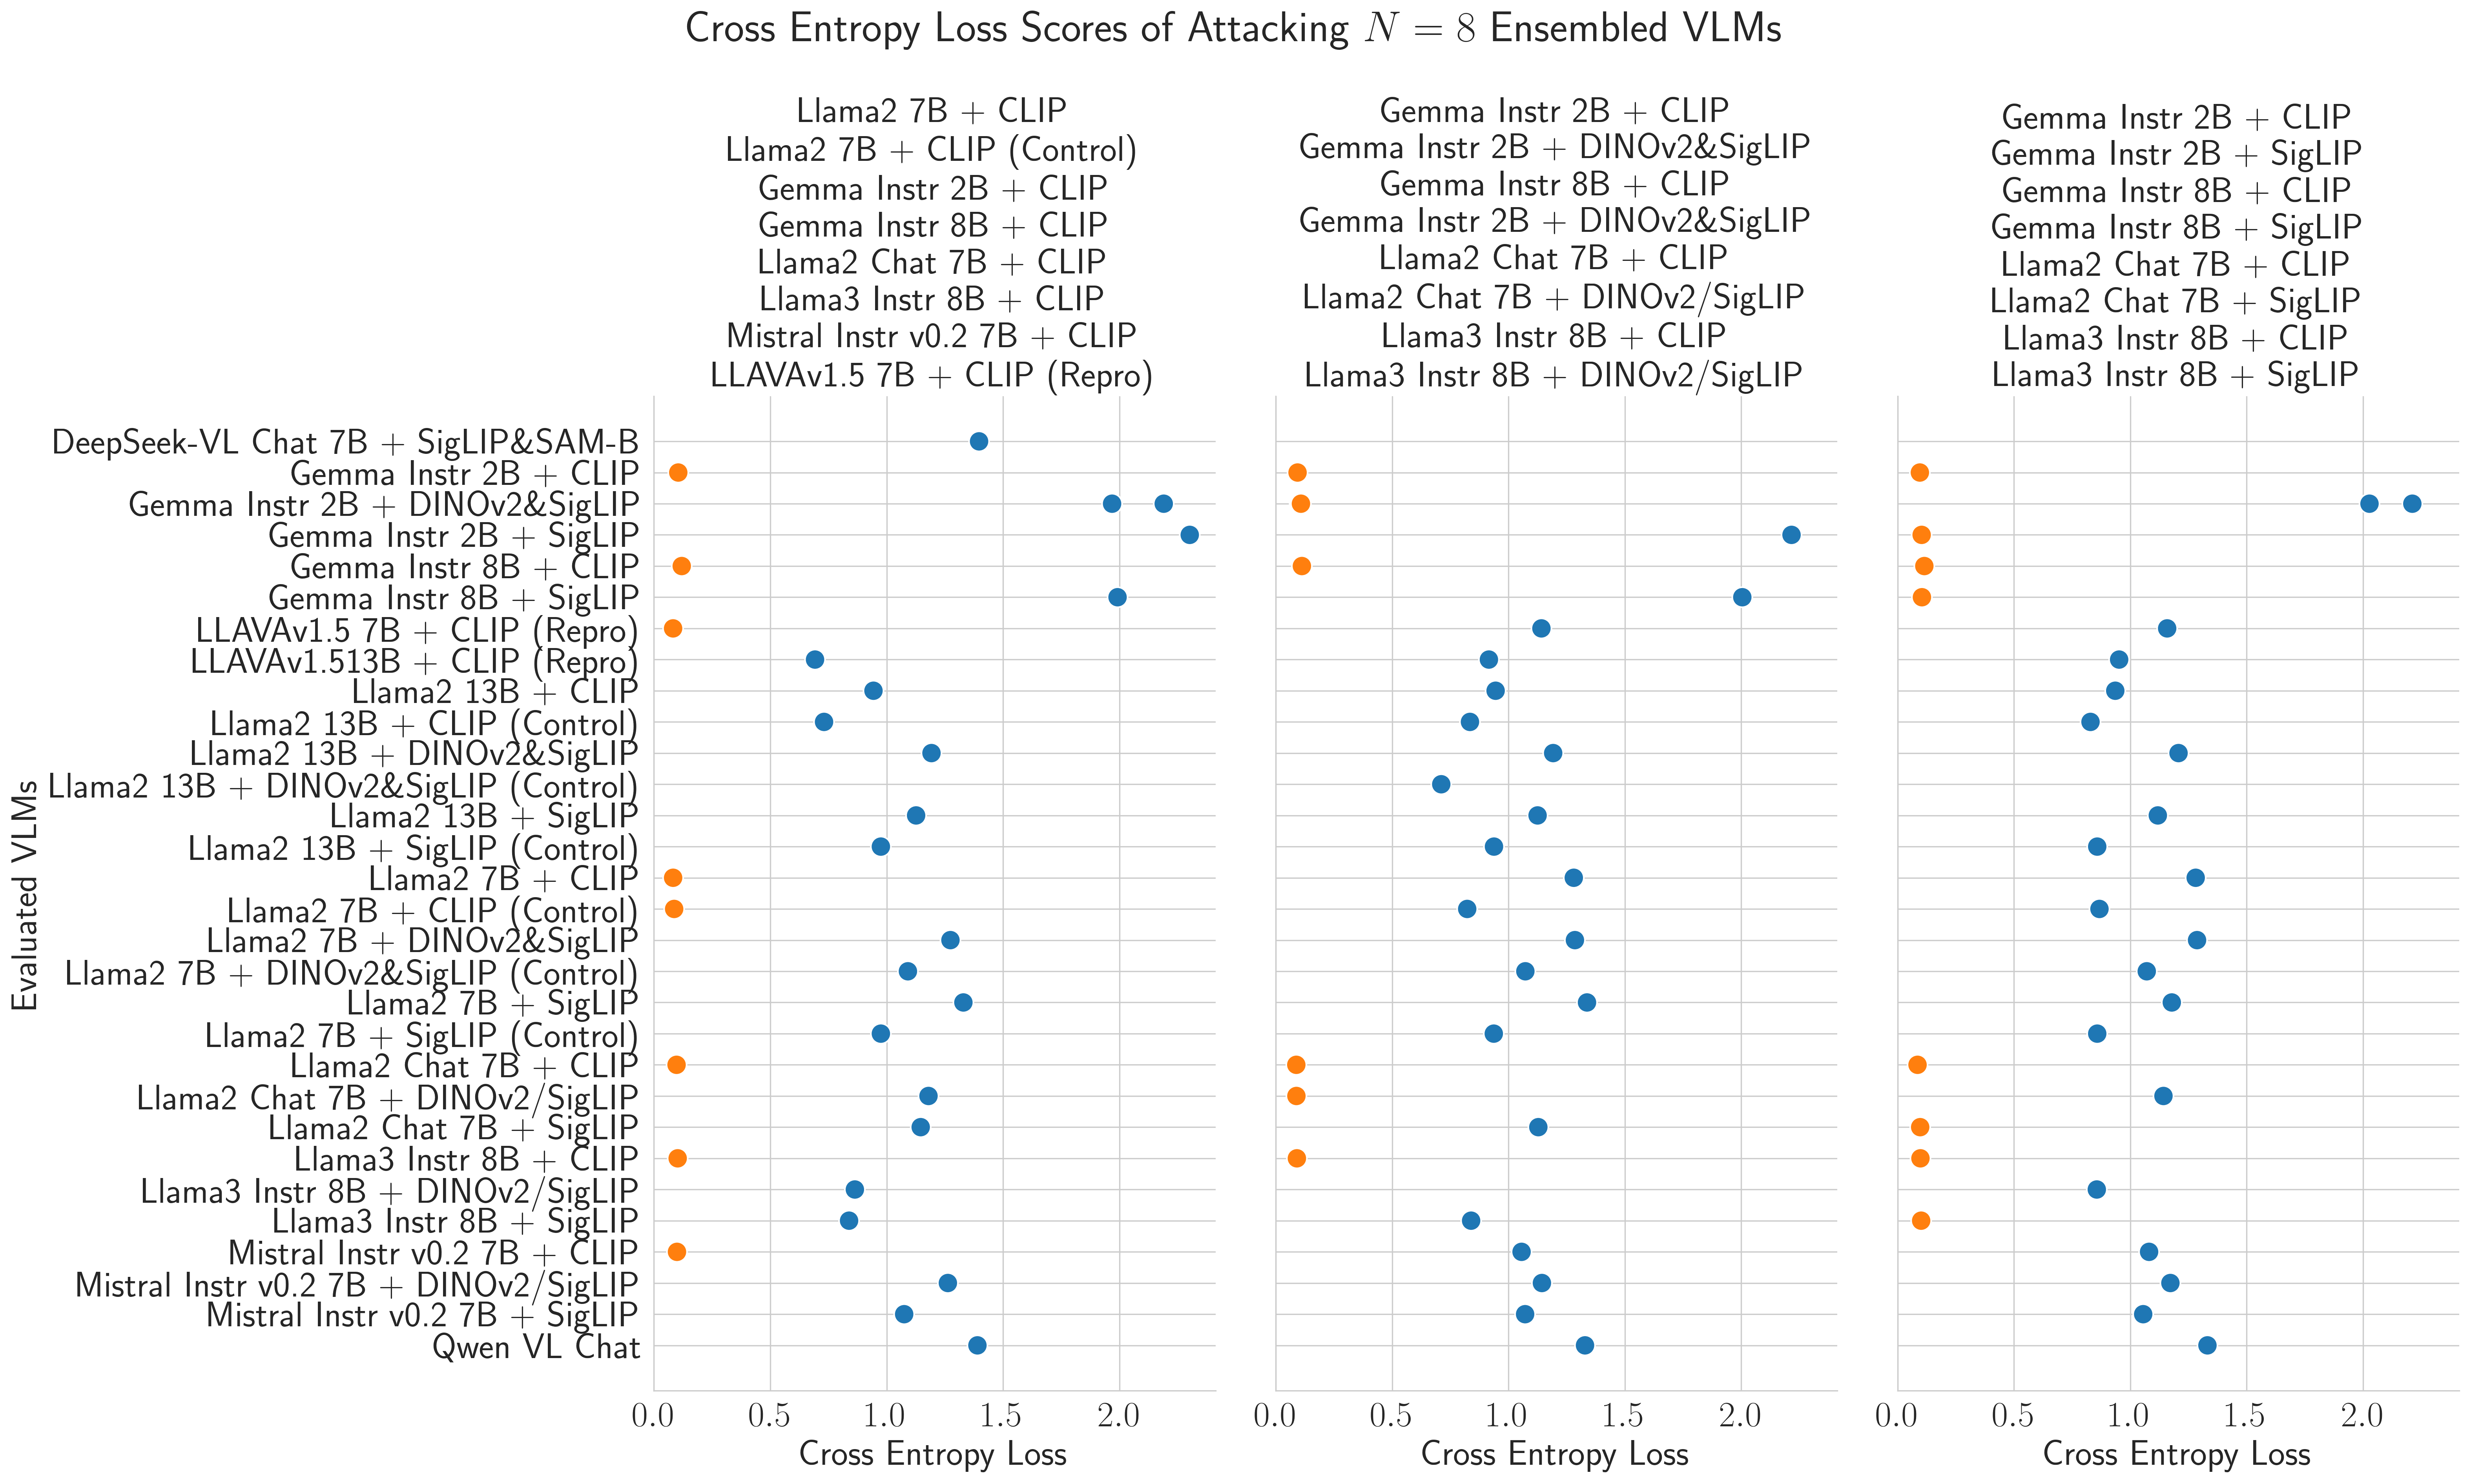 Cross Entropy Loss Scores of Attacking N = 8 Ensembled VLMs
Llama2 7B + CLIP
Llama2 7B + CLIP (Control)
Gemma Instr 2B + CLIP
Gemma Instr 8B + CLIP
Llama2 Chat 7B + CLIP
Llama3 Instr 8B + CLIP
Mistral Instr v0.2 7B + CLIP
LLAVAv1.5 7B + CLIP (Repro)
Gemma Instr 2B + CLIP
Gemma Instr 2B + DINOv2&SigLIP
Gemma Instr 8B + CLIP
Gemma Instr 2B + DINOv2&SigLIP
Llama2 Chat 7B + CLIP
Llama2 Chat 7B + DINOv2/SigLIP
Llama3 Instr 8B + CLIP
Llama3 Instr 8B + DINOv2/SigLIP
Gemma Instr 2B + CLIP
Gemma Instr 2B + SigLIP
Gemma Instr 8B + CLIP
Gemma Instr 8B + SigLIP
Llama2 Chat 7B + CLIP
Llama2 Chat 7B + SigLIP
Llama3 Instr 8B + CLIP
Llama3 Instr 8B + SigLIP
Evaluated VLMs
DeepSeek-VL Chat 7B + SigLIP&SAM-B
Gemma Instr 2B + CLIP
Gemma Instr 2B + DINOv2&SigLIP
Gemma Instr 2B + SigLIP
Gemma Instr 8B + CLIP
Gemma Instr 8B + SigLIP
LLAVAv1.5 7B + CLIP (Repro)
LLAVAv1.513B + CLIP (Repro)
Llama2 13B + CLIP
Llama2 13B + CLIP (Control)
Llama2 13B + DINOv2&SigLIP
Llama2 13B + DINOv2&SigLIP (Control)
Llama2 13B + SigLIP
Llama2 13B + SigLIP (Control)
Llama2 7B + CLIP
Llama2 7B + CLIP (Control)
Llama2 7B + DINOv2&SigLIP
Llama2 7B + DINOv2&SigLIP (Control)
Llama2 7B + SigLIP
Llama2 7B + SigLIP (Control)
Llama2 Chat 7B + CLIP
Llama2 Chat 7B + DINOv2/SigLIP
Llama2 Chat 7B + SigLIP
Llama3 Instr 8B + CLIP
Llama3 Instr 8B + DINOv2/SigLIP
Llama3 Instr 8B + SigLIP
Mistral Instr v0.2 7B + CLIP
Mistral Instr v0.2 7B + DINOv2/SigLIP
Mistral Instr v0.2 7B + SigLIP
Qwen VL Chat
0.0 0.5 1.0 1.5 2.0
Cross Entropy Loss
0.0 0.5 1.0 1.5 2.0
Cross Entropy Loss
0.0 0.5 1.0 1.5 2.0
Cross Entropy Loss